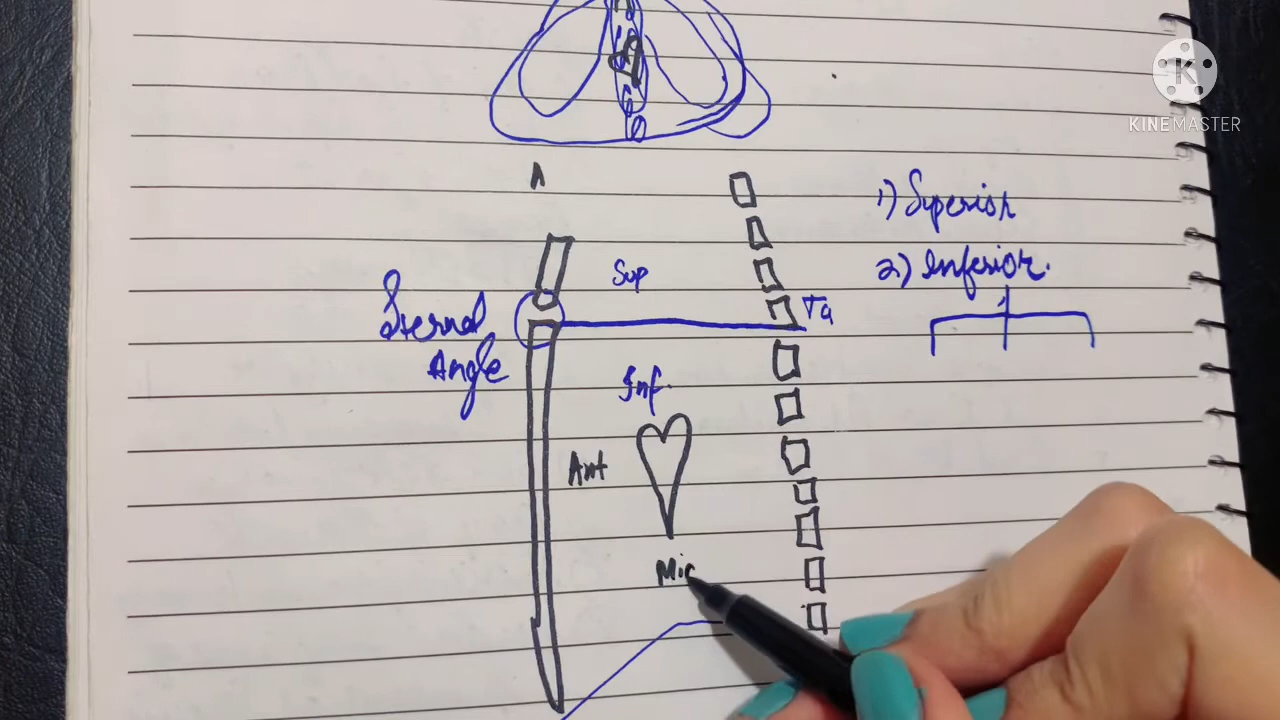 K
KINEMASTER
A
1) Superior
Sup
2) Inferior.
Sternal
Angle
T4
Inf.
Ant
Mid